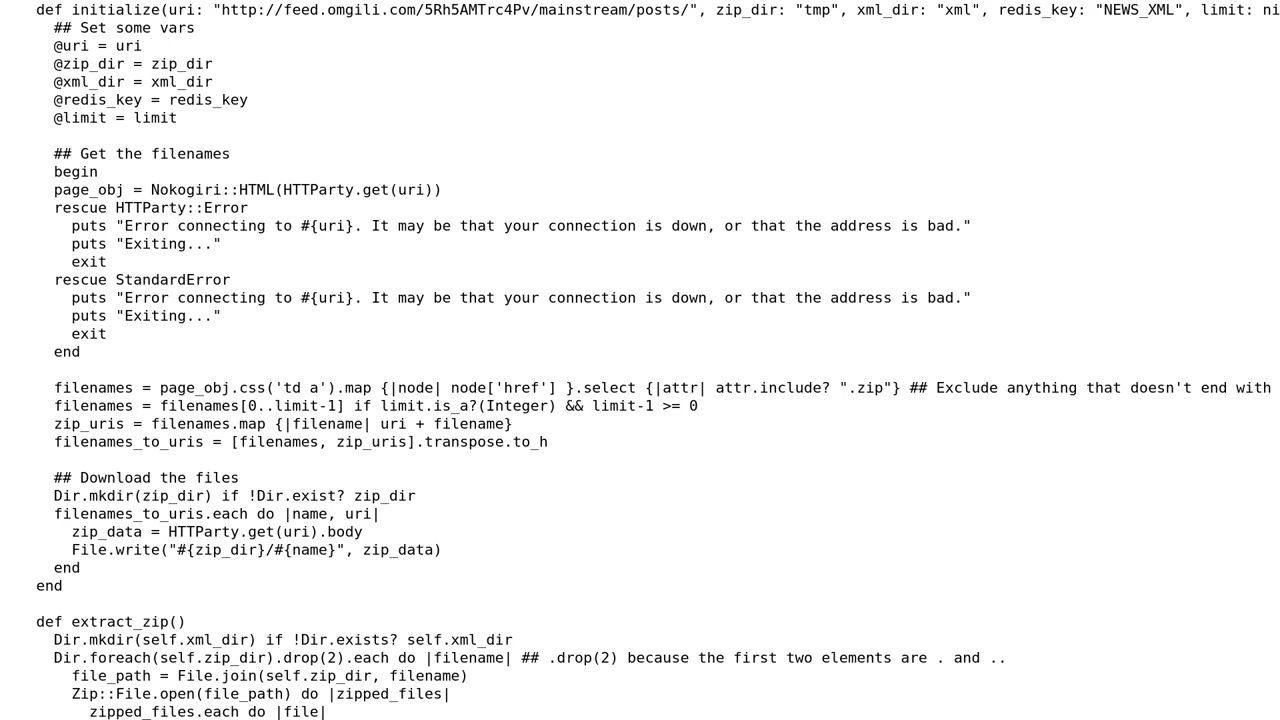 def initialize(uri: "http://feed.omgili.com/5Rh5AMTrc4Pv/mainstream/posts/", zip_dir: "tmp", xml_dir: "xml", redis_key: "NEWS_XML", limit: ni
  ## Set some vars
  @uri = uri
  @zip_dir = zip_dir
  @xml_dir = xml_dir
  @redis_key = redis_key
  @limit = limit

  ## Get the filenames
  begin
  page_obj = Nokogiri::HTML(HTTParty.get(uri))
  rescue HTTParty::Error
    puts "Error connecting to #{uri}. It may be that your connection is down, or that the address is bad."
    puts "Exiting..."
    exit
  rescue StandardError
    puts "Error connecting to #{uri}. It may be that your connection is down, or that the address is bad."
    puts "Exiting..."
    exit
  end

  filenames = page_obj.css('td a').map {|node| node['href'] }.select {|attr| attr.include? ".zip"} ## Exclude anything that doesn't end with
  filenames = filenames[0..limit-1] if limit.is_a?(Integer) && limit-1 >= 0
  zip_uris = filenames.map {|filename| uri + filename}
  filenames_to_uris = [filenames, zip_uris].transpose.to_h

  ## Download the files
  Dir.mkdir(zip_dir) if !Dir.exist? zip_dir
  filenames_to_uris.each do |name, uri|
    zip_data = HTTParty.get(uri).body
    File.write("#{zip_dir}/#{name}", zip_data)
  end
end

def extract_zip()
  Dir.mkdir(self.xml_dir) if !Dir.exists? self.xml_dir
  Dir.foreach(self.zip_dir).drop(2).each do |filename| ## .drop(2) because the first two elements are . and ..
    file_path = File.join(self.zip_dir, filename)
    Zip::File.open(file_path) do |zipped_files|
      zipped_files.each do |file|